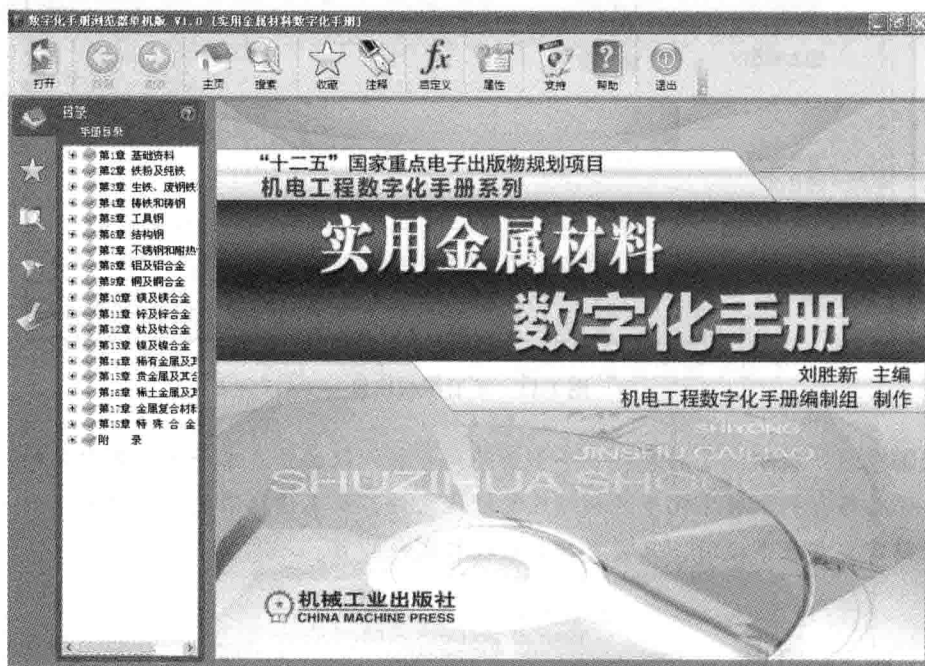 数字化手册浏览器单机版 V1.0 [实用金属材料数字化手册]
打开 主页 搜索 收藏 注释 自定义 属性 支持 帮助 退出
目录
第1章 基础资料
第2章 铁粉及纯铁
第3章 生铁、废钢铁
第4章 铸铁和铸钢
第5章 工具钢
第6章 结构钢
第7章 不锈钢和耐热
第8章 铝及铝合金
第9章 铜及铜合金
第10章 镁及镁合金
第11章 锌及锌合金
第12章 钛及钛合金
第13章 镍及镍合金
第14章 稀有金属及其
第15章 贵金属及其合
第16章 稀土金属及其
第17章 金属复合材料
第18章 特 殊 合 金
附 录
“十二五”国家重点电子出版物规划项目
机电工程数字化手册系列
实用金属材料
数字化手册
刘胜新 主编
机电工程数字化手册编制组 制作
SHIYONG
JINSHU CAILIAO
SHUZIHUA
机械工业出版社
CHINA MACHINE PRESS